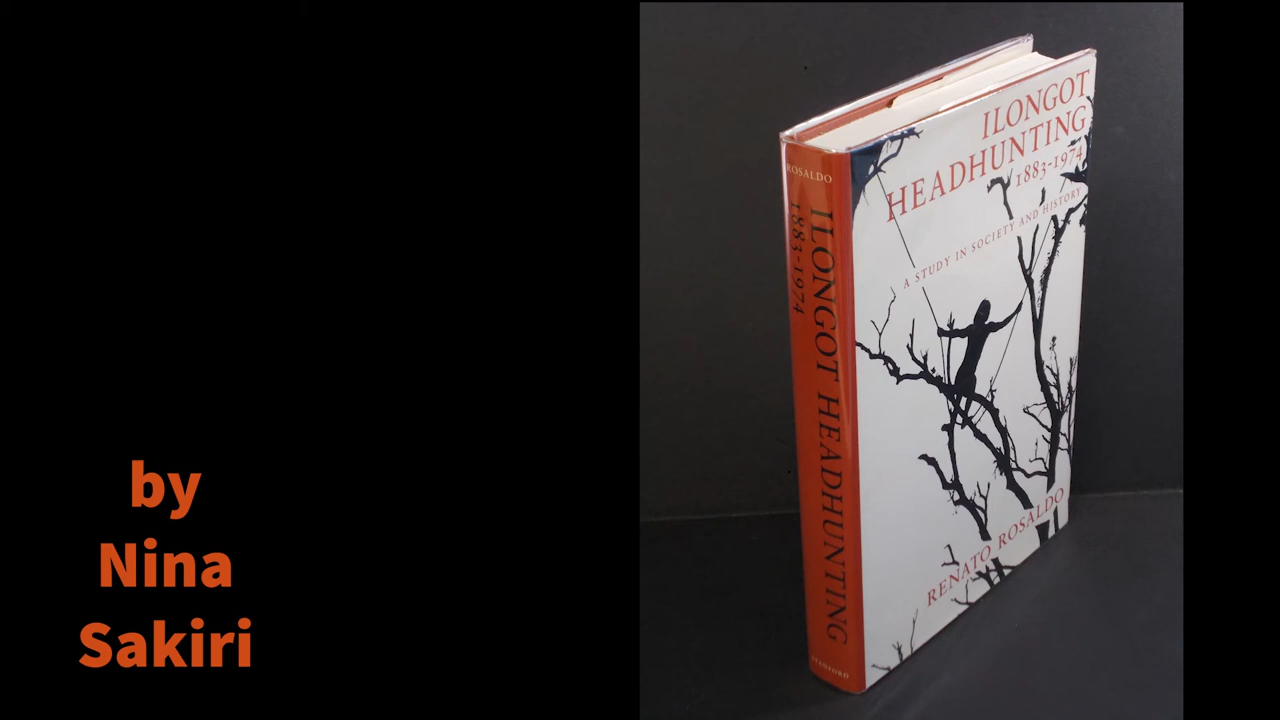 by
Nina
Sakiri
ROSALDO
ILONGOT HEADHUNTING
1883-1974
STANFORD
ILONGOT
HEADHUNTING
1883-1974
A STUDY IN SOCIETY AND HISTORY
RENATO ROSALDO